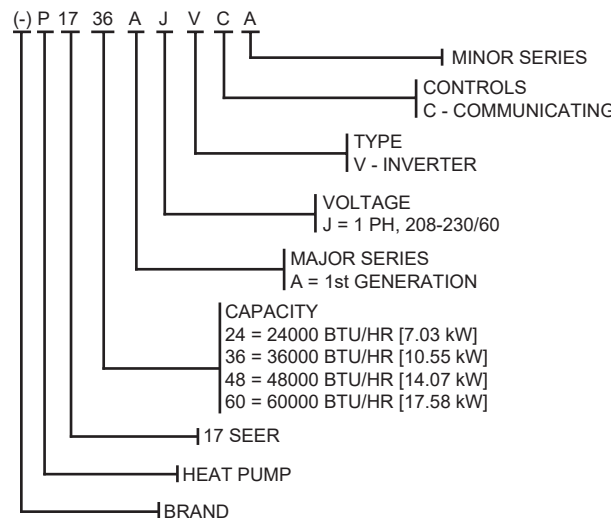 (-) P 17 36 A J V C A
MINOR SERIES
CONTROLS
C - COMMUNICATING
TYPE
V - INVERTER
VOLTAGE
J = 1 PH, 208-230/60
MAJOR SERIES
A = 1st GENERATION
CAPACITY
24 = 24000 BTU/HR [7.03 kW]
36 = 36000 BTU/HR [10.55 kW]
48 = 48000 BTU/HR [14.07 kW]
60 = 60000 BTU/HR [17.58 kW]
17 SEER
HEAT PUMP
BRAND